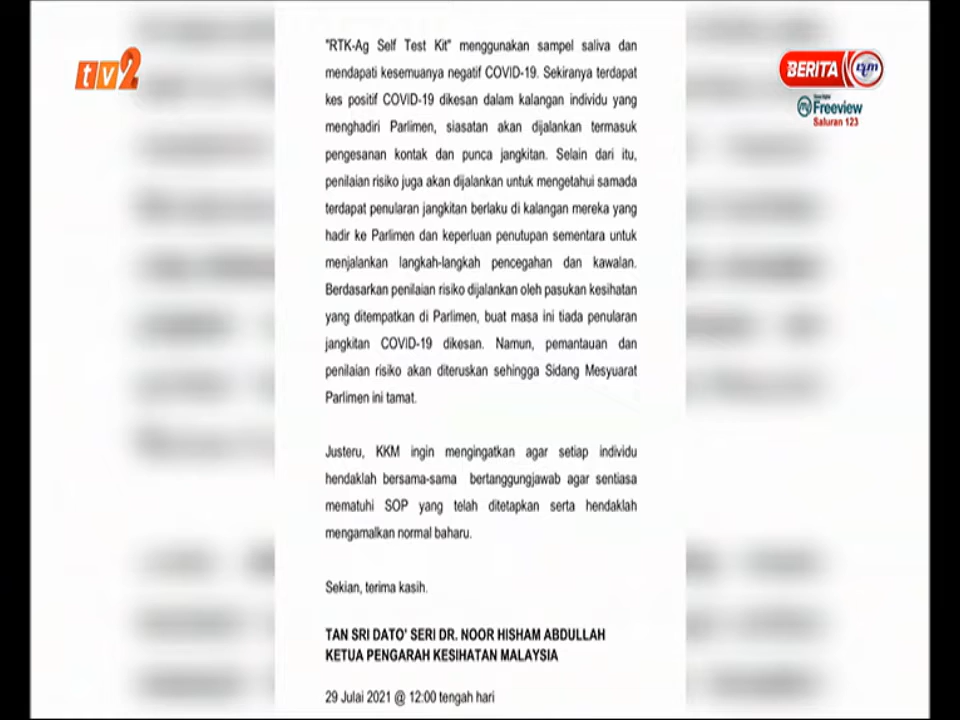 tv2
BERITA rtm
Freeview
Saluran 123
"RTK-Ag Self Test Kit" menggunakan sampel saliva dan
mendapati kesemuanya negatif COVID-19. Sekiranya terdapat
kes positif COVID-19 dikesan dalam kalangan individu yang
menghadiri Parlimen, siasatan akan dijalankan termasuk
pengesanan kontak dan punca jangkitan. Selain dari itu,
penilaian risiko juga akan dijalankan untuk mengetahui samada
terdapat penularan jangkitan berlaku di kalangan mereka yang
hadir ke Parlimen dan keperluan penutupan sementara untuk
menjalankan langkah-langkah pencegahan dan kawalan.
Berdasarkan penilaian risiko dijalankan oleh pasukan kesihatan
yang ditempatkan di Parlimen, buat masa ini tiada penularan
jangkitan COVID-19 dikesan. Namun, pemantauan dan
penilaian risiko akan diteruskan sehingga Sidang Mesyuarat
Parlimen ini tamat.
Justeru, KKM ingin mengingatkan agar setiap individu
hendaklah bersama-sama bertanggungjawab agar sentiasa
mematuhi SOP yang telah ditetapkan serta hendaklah
mengamalkan normal baharu.
Sekian, terima kasih.
TAN SRI DATO' SERI DR. NOOR HISHAM ABDULLAH
KETUA PENGARAH KESIHATAN MALAYSIA
29 Julai 2021 @ 12:00 tengah hari